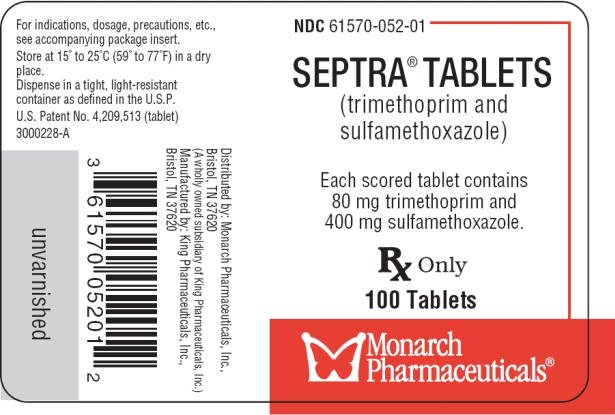 For indications, dosage, precautions, etc.,
see accompanying package insert.
Store at 15° to 25°C (59° to 77°F) in a dry
place.
Dispense in a tight, light-resistant
container as defined in the U.S.P.
U.S. Patent No. 4,209,513 (tablet)
3000228-A
unvarnished
3 61570 05201 2
Distributed by: Monarch Pharmaceuticals, Inc.,
Bristol, TN 37620
(A wholly owned subsidiary of King Pharmaceuticals, Inc.)
Manufactured by: King Pharmaceuticals, Inc.,
Bristol, TN 37620
NDC 61570-052-01
SEPTRA® TABLETS
(trimethoprim and
sulfamethoxazole)
Each scored tablet contains
80 mg trimethoprim and
400 mg sulfamethoxazole.
Rx Only
100 Tablets
Monarch
Pharmaceuticals®